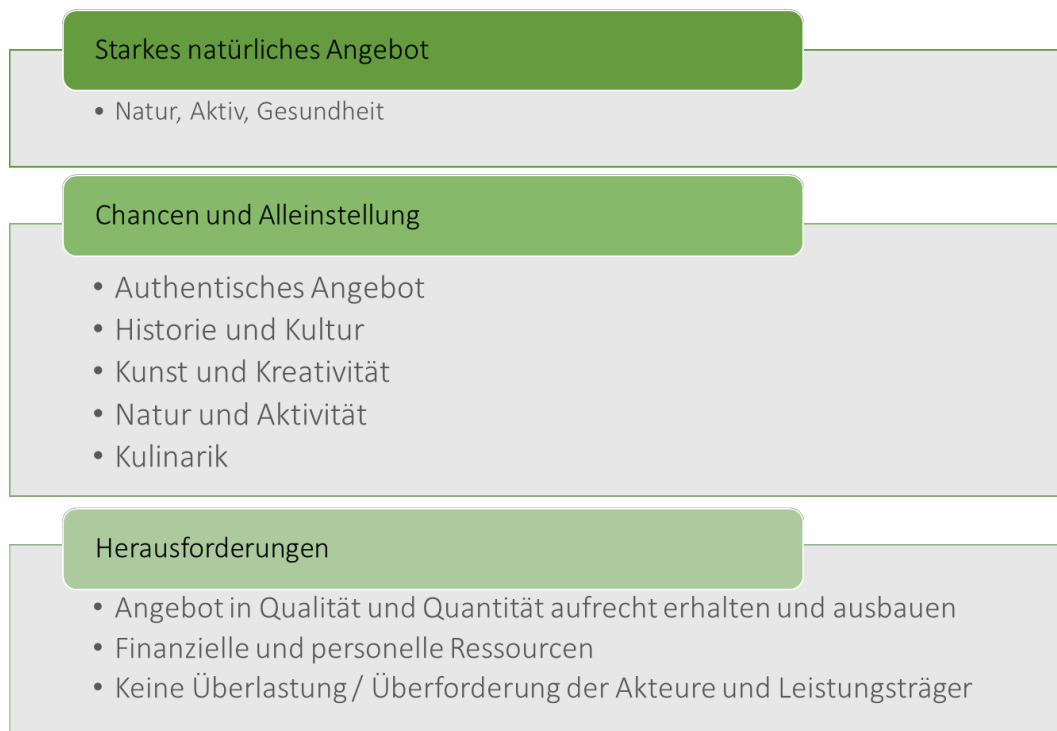 Starkes natürliches Angebot
• Natur, Aktiv, Gesundheit
Chancen und Alleinstellung
• Authentisches Angebot
• Historie und Kultur
• Kunst und Kreativität
• Natur und Aktivität
• Kulinarik
Herausforderungen
• Angebot in Qualität und Quantität aufrecht erhalten und ausbauen
• Finanzielle und personelle Ressourcen
• Keine Überlastung / Überforderung der Akteure und Leistungsträger